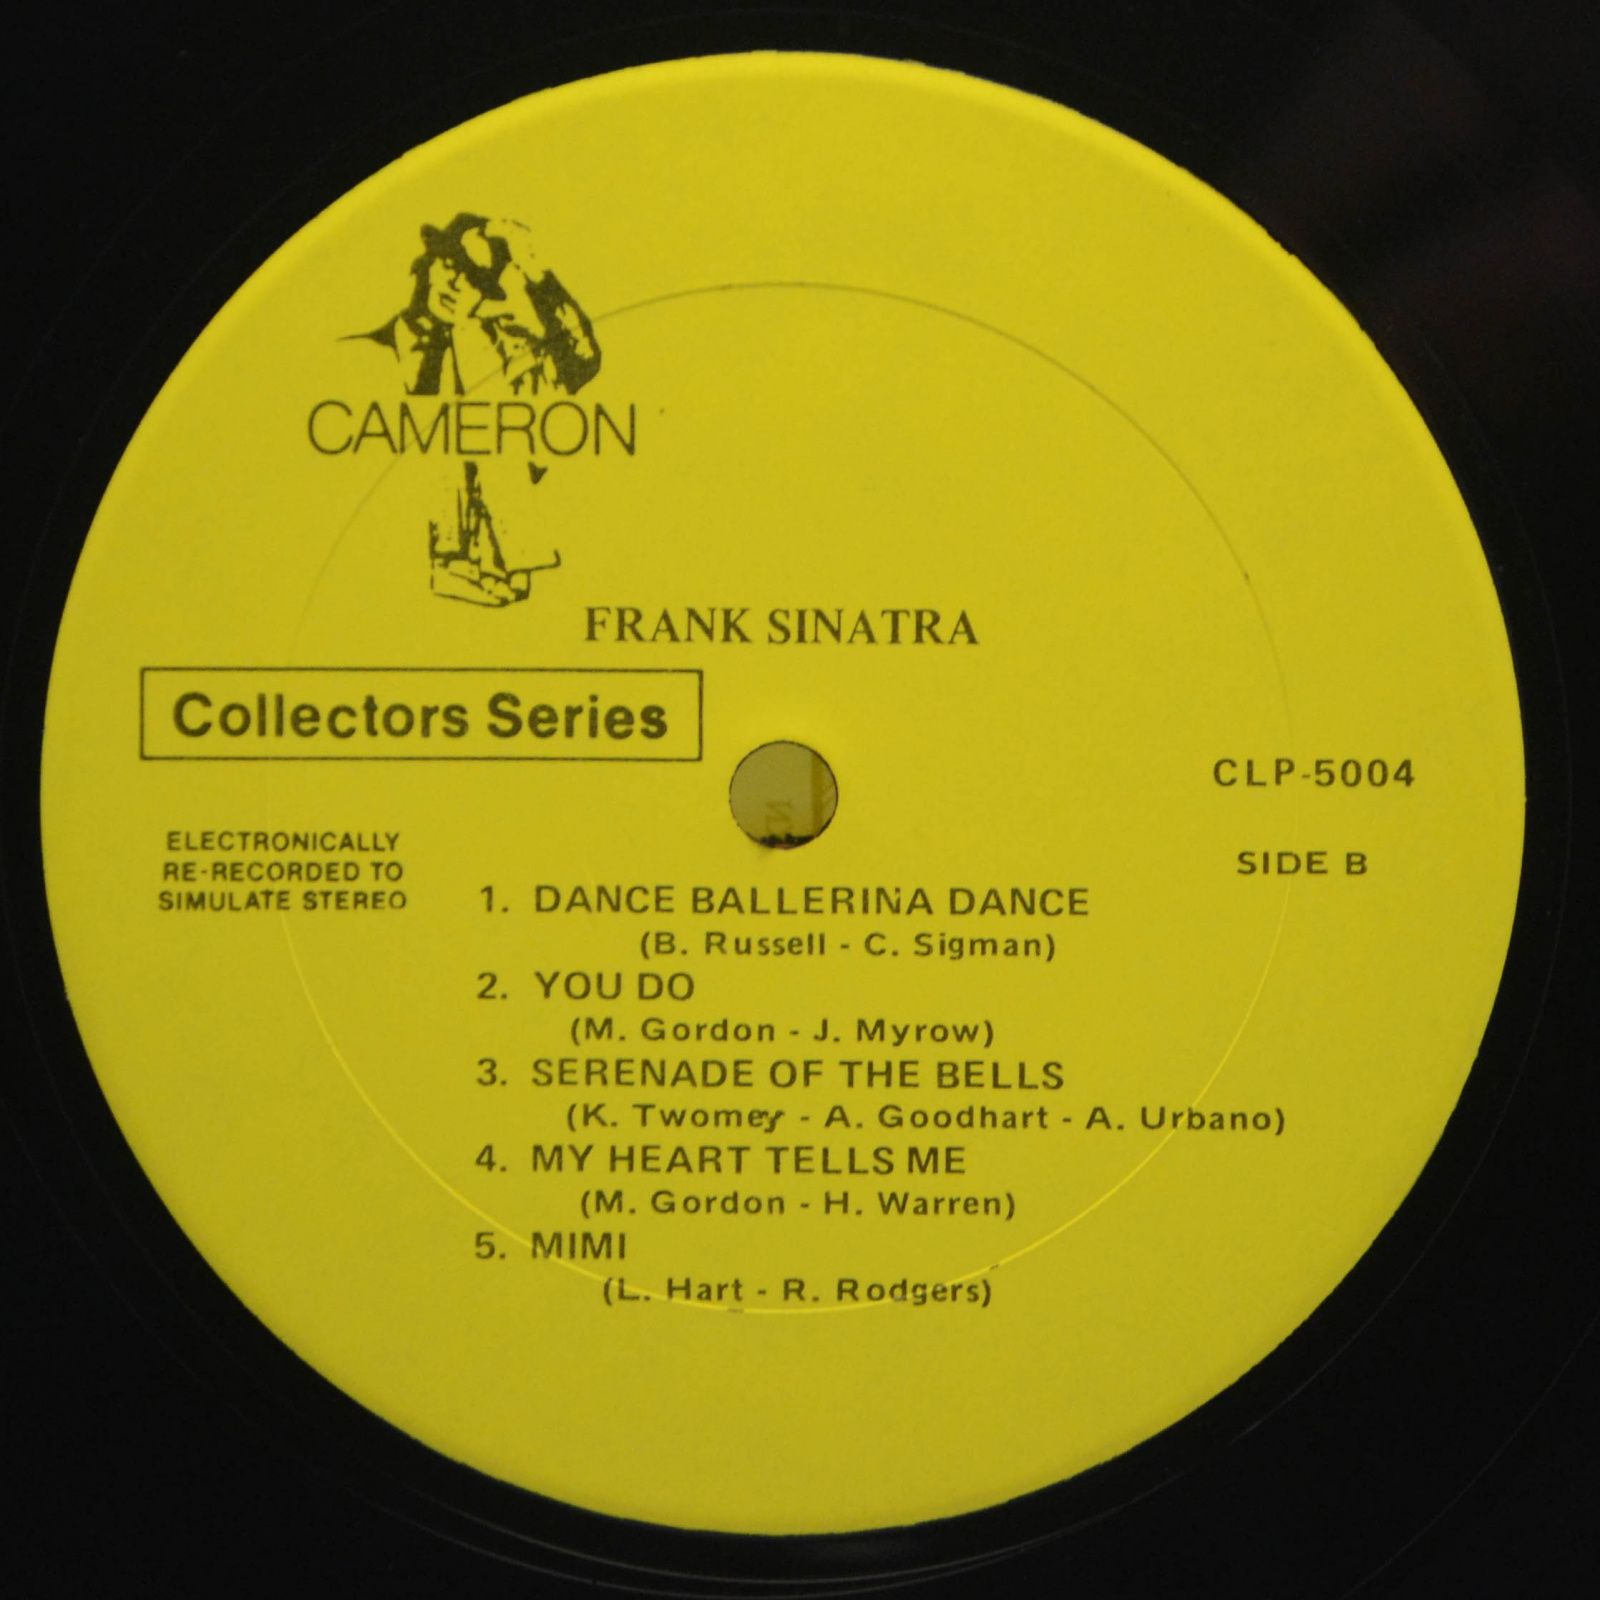 CAMERON
FRANK SINATRA
Collectors Series
CLP-5004
ELECTRONICALLY
RE-RECORDED TO
SIMULATE STEREO
SIDE B
1. DANCE BALLERINA DANCE
(B. Russell - C. Sigman)
2. YOU DO
(M. Gordon - J. Myrow)
3. SERENADE OF THE BELLS
(K. Twomey - A. Goodhart - A. Urbano)
4. MY HEART TELLS ME
(M. Gordon - H. Warren)
5. MIMI
(L. Hart - R. Rodgers)